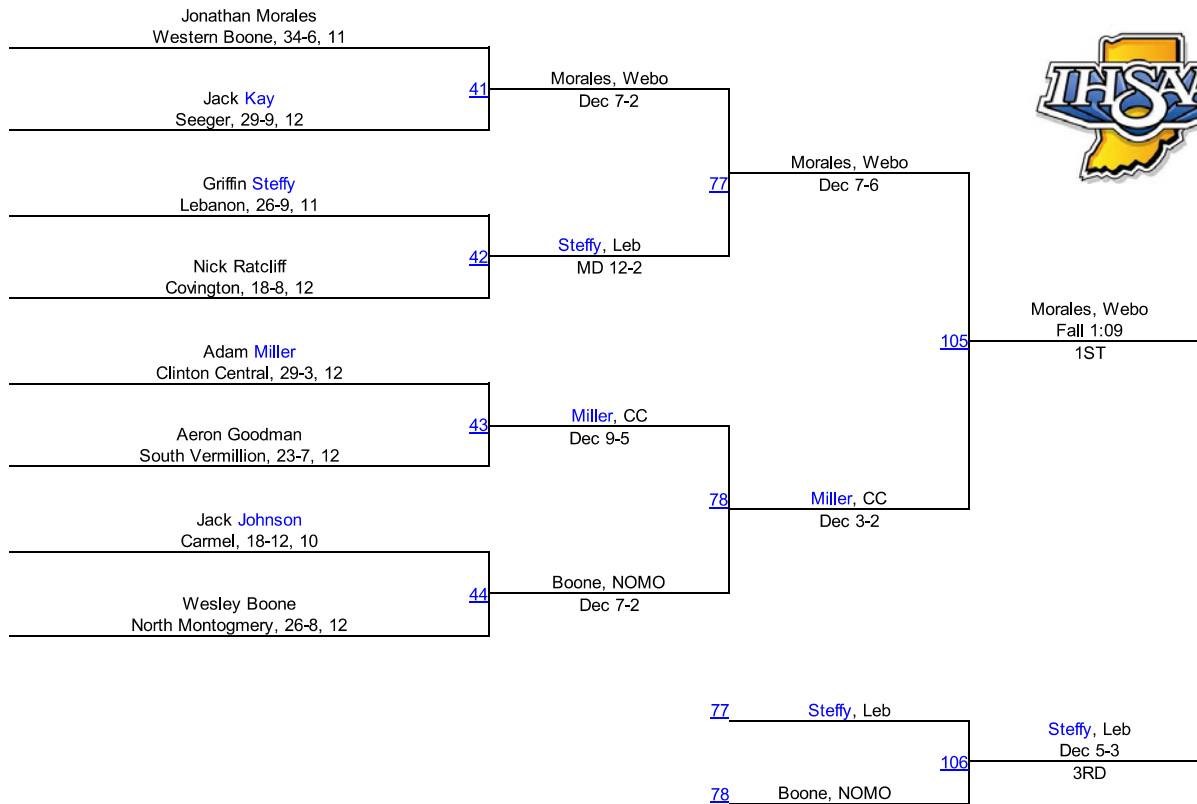 Jonathan Morales
Western Boone, 34-6, 11
41
Jack Kay
Seeger, 29-9, 12
Morales, Webo
Dec 7-2
77
Griffin Steffy
Lebanon, 26-9, 11
42
Nick Ratcliff
Covington, 18-8, 12
Steffy, Leb
MD 12-2
Morales, Webo
Dec 7-6
105
Adam Miller
Clinton Central, 29-3, 12
43
Aeron Goodman
South Vermillion, 23-7, 12
Miller, CC
Dec 9-5
78
Jack Johnson
Carmel, 18-12, 10
44
Wesley Boone
North Montogmery, 26-8, 12
Boone, NOMO
Dec 7-2
Miller, CC
Dec 3-2
Morales, Webo
Fall 1:09
1ST
77
Steffy, Leb
106
78
Boone, NOMO
Steffy, Leb
Dec 5-3
3RD
IHSAA